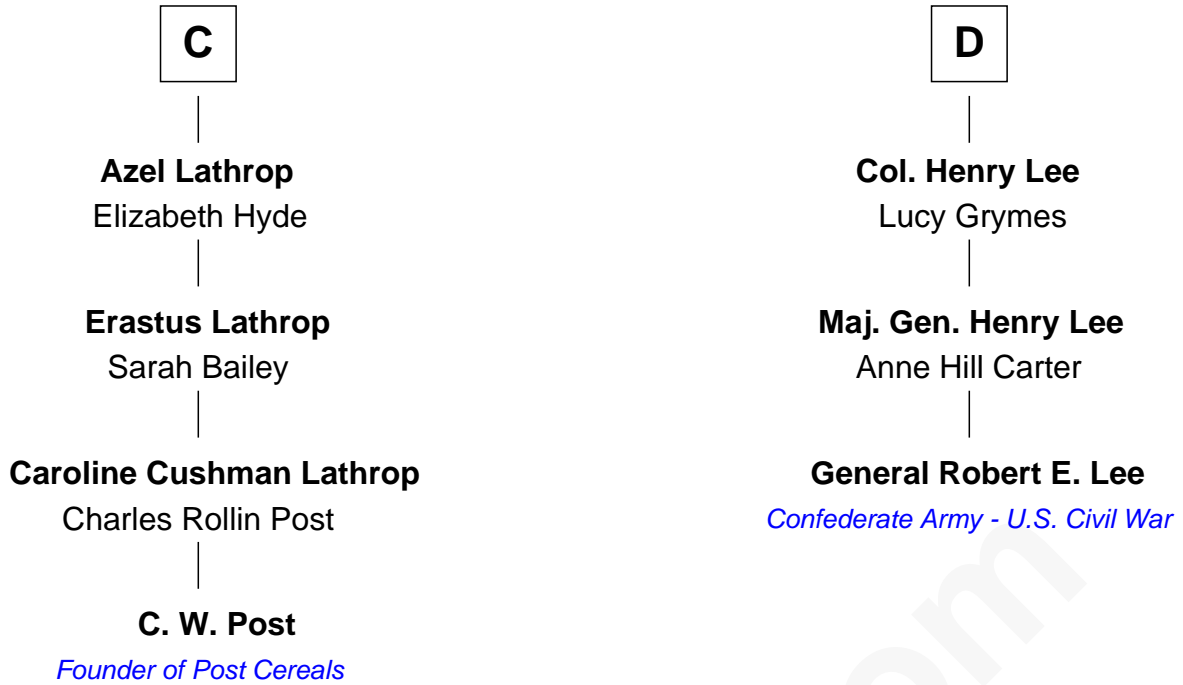 C
Azel Lathrop
Elizabeth Hyde
Erastus Lathrop
Sarah Bailey
Caroline Cushman Lathrop
Charles Rollin Post
C. W. Post
Founder of Post Cereals
D
Col. Henry Lee
Lucy Grymes
Maj. Gen. Henry Lee
Anne Hill Carter
General Robert E. Lee
Confederate Army - U.S. Civil War
om